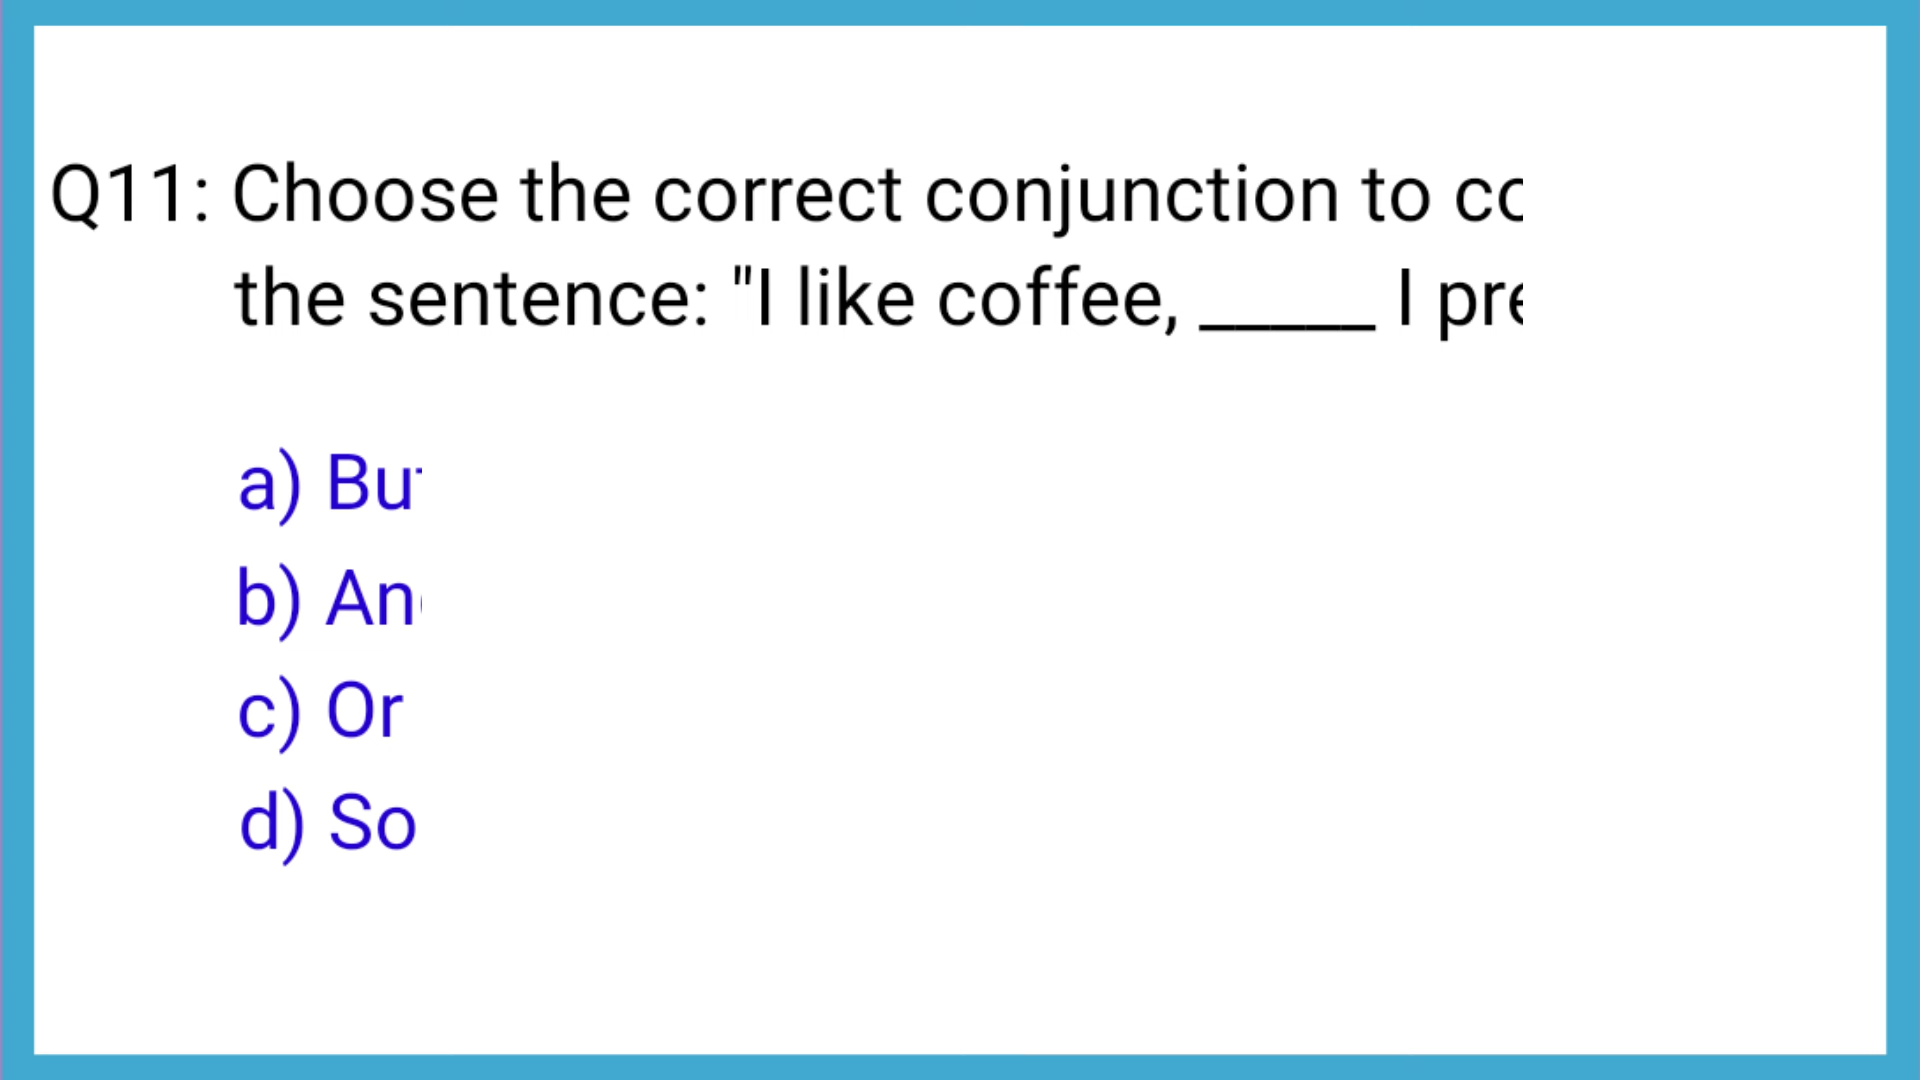 Q11: Choose the correct conjunction to
the sentence: "I like coffee, _____ I
a)
b)
c) Or
d) So